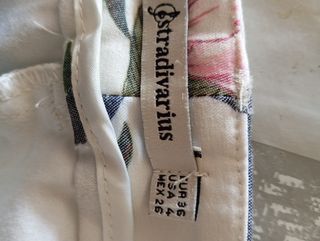 Stradivarius
EUR 36
USA 4
MEX 26